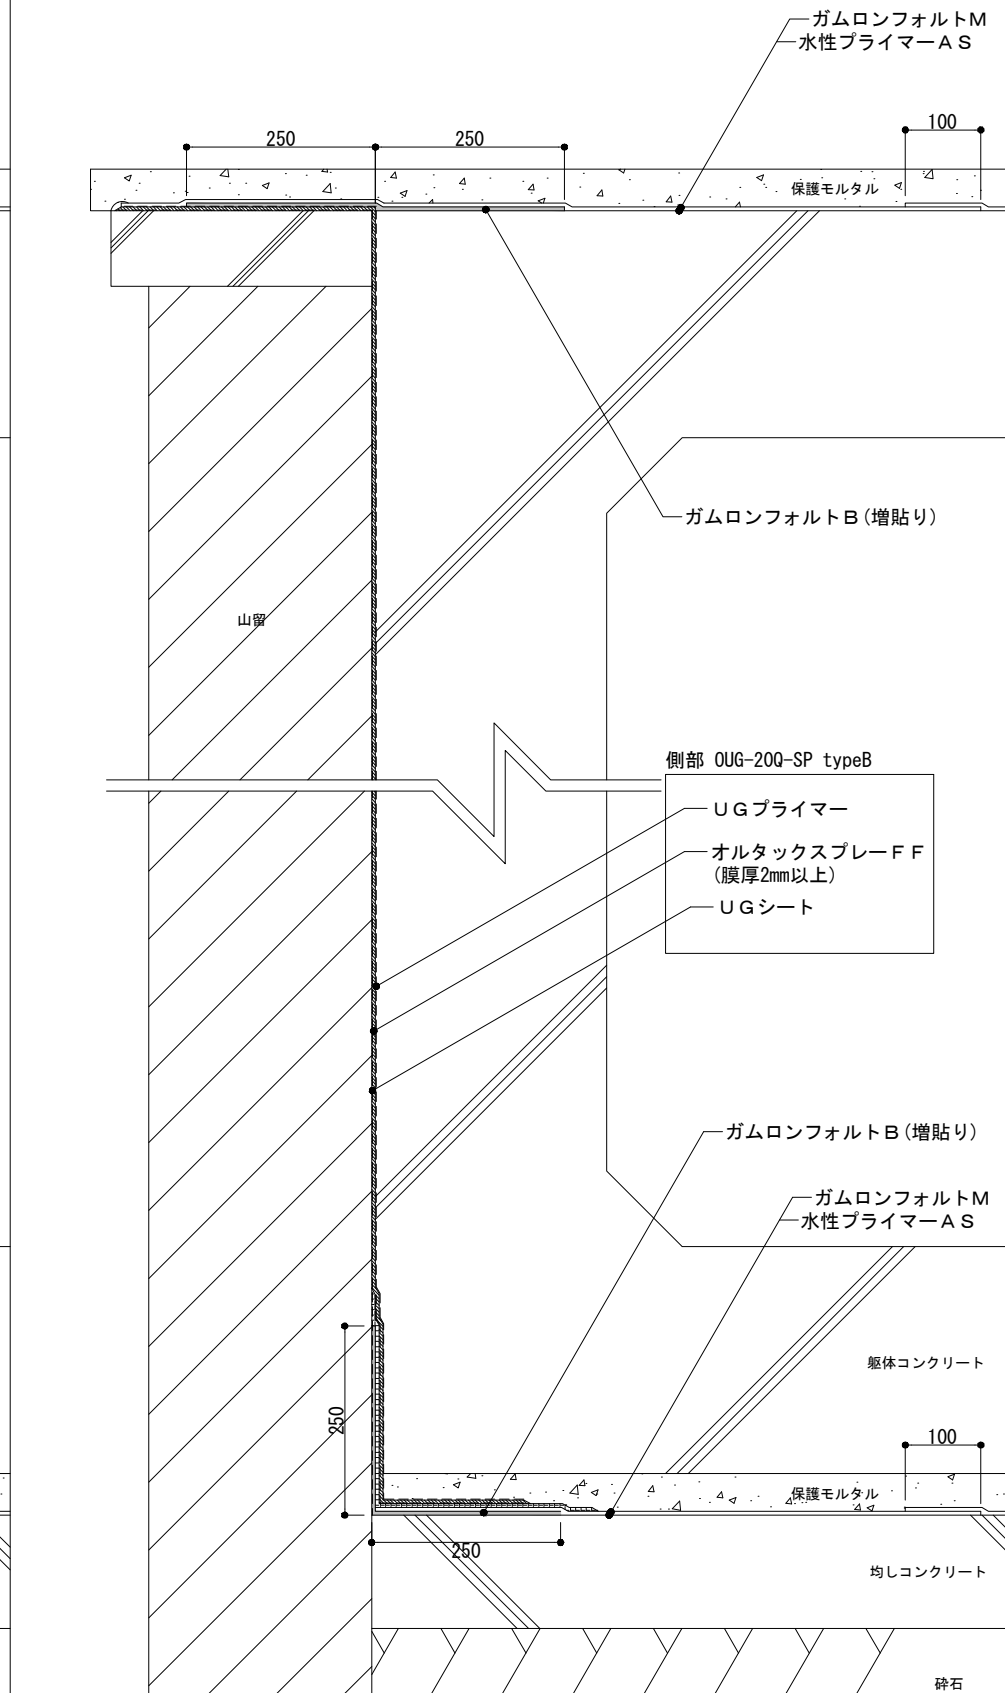 ガムロンフォルトM
水性プライマーAS
250
250
100
保護モルタル
ガムロンフォルトB(増貼り)
山留
側部 OUG-20Q-SP typeB
UGプライマー
オルタックスプレーFF
(膜厚2mm以上)
UGシート
ガムロンフォルトB(増貼り)
ガムロンフォルトM
水性プライマーAS
躯体コンクリート
250
100
保護モルタル
250
均しコンクリート
砕石